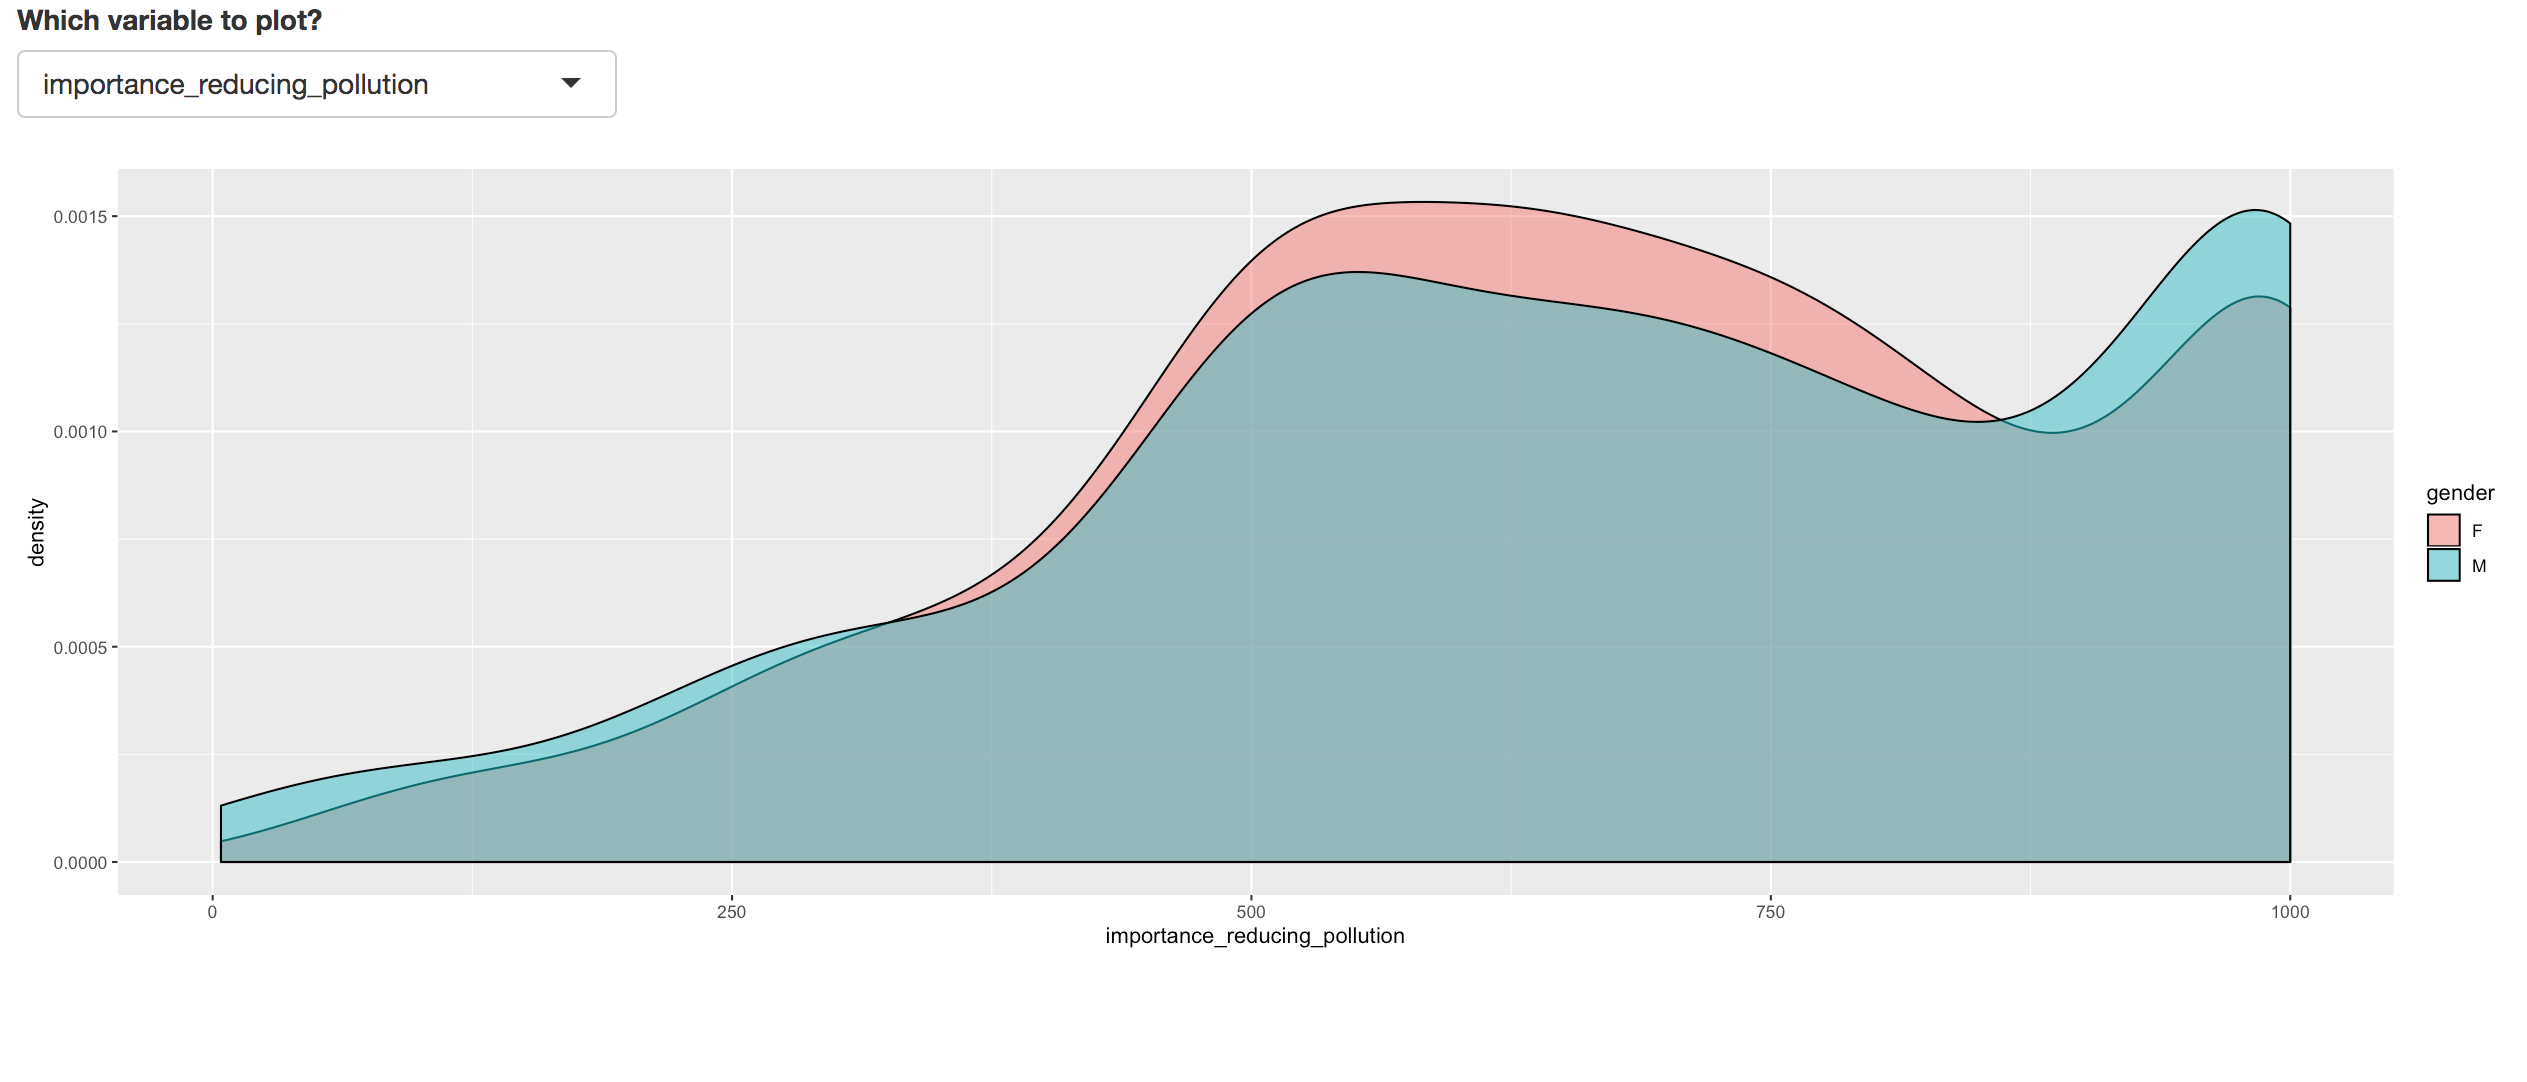 Which variable to plot?
importance_reducing_pollution
0.0015
0.0010
0.0005
0.0000
density
0
250
500
750
1000
importance_reducing_pollution
gender
F
M